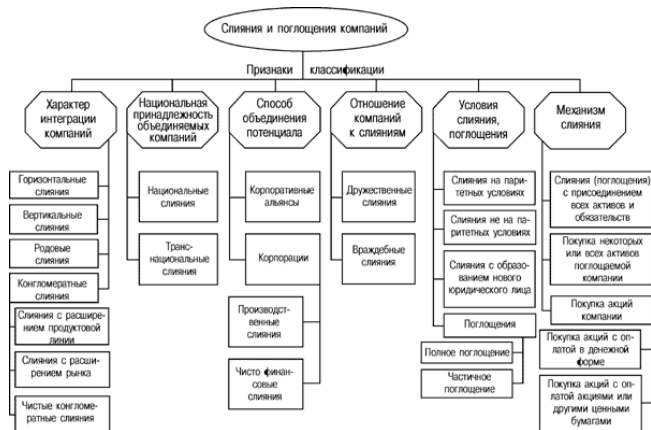 Слияния и поглощения компаний
Признаки классификации
Характер
интеграции
компаний
Национальная
принадлежность
объединяемых
компаний
Способ
объединения
потенциала
Отношение
компаний
к слияниям
Условия
слияния,
поглощения
Механизм
слияния
Горизонтальные
слияния
Вертикальные
слияния
Родовые
слияния
Конгломератные
слияния
Слияния с расши-
рением продуктовой
линии
Слияния с расши-
рением рынка
Чистые конгломе-
ратные слияния
Национальные
слияния
Транс-
национальные
слияния
Корпоративные
альянсы
Корпорации
Производст-
венные
слияния
Чисто финан-
совые
слияния
Дружественные
слияния
Враждебные
слияния
Слияния на пари-
тетных условиях
Слияния не на па-
ритетных условиях
Слияния с образо-
ванием нового
юридического лица
Поглощения
Полное поглощение
Частичное
поглощение
Слияния (поглощения)
с присоединением
всех активов и
обязательств
Покупка некоторых
или всех активов
поглощаемой
компании
Покупка акций
компании
Покупка акций с оп-
латой в денежной
форме
Покупка акций с оп-
латой акциями или
другими ценными
бумагами